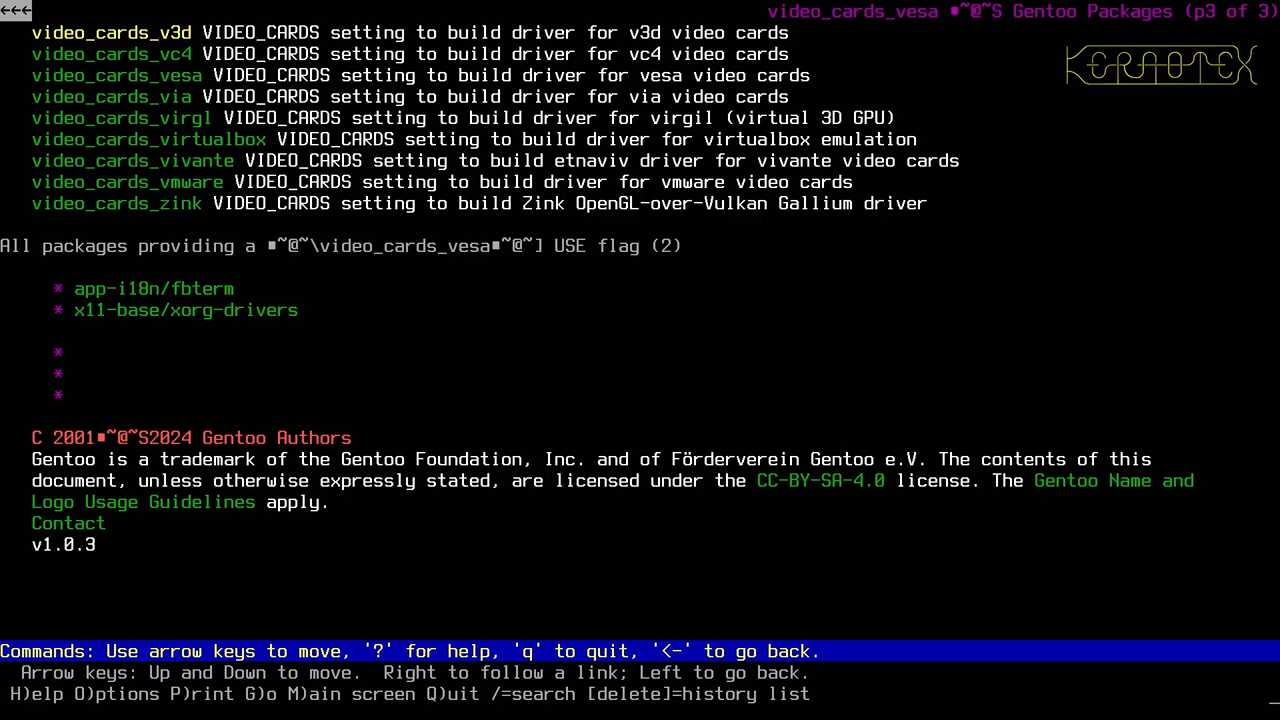 ←←←
video_cards_vesa ▪~@~S Gentoo Packages (p3 of 3)
KERAOTEX
video_cards_v3d VIDEO_CARDS setting to build driver for v3d video cards
video_cards_vc4 VIDEO_CARDS setting to build driver for vc4 video cards
video_cards_vesa VIDEO_CARDS setting to build driver for vesa video cards
video_cards_via VIDEO_CARDS setting to build driver for via video cards
video_cards_virgl VIDEO_CARDS setting to build driver for virgil (virtual 3D GPU)
video_cards_virtualbox VIDEO_CARDS setting to build driver for virtualbox emulation
video_cards_vivante VIDEO_CARDS setting to build etnaviv driver for vivante video cards
video_cards_vmware VIDEO_CARDS setting to build driver for vmware video cards
video_cards_zink VIDEO_CARDS setting to build Zink OpenGL-over-Vulkan Gallium driver
All packages providing a ▪~@~\video_cards_vesa▪~@~] USE flag (2)
* app-i18n/fbterm
* x11-base/xorg-drivers
*
*
*
C 2001▪~@~S2024 Gentoo Authors
Gentoo is a trademark of the Gentoo Foundation, Inc. and of Förderverein Gentoo e.V. The contents of this
document, unless otherwise expressly stated, are licensed under the CC-BY-SA-4.0 license. The Gentoo Name and
Logo Usage Guidelines apply.
Contact
v1.0.3
Commands: Use arrow keys to move, '?' for help, 'q' to quit, '<-' to go back.
Arrow keys: Up and Down to move.  Right to follow a link; Left to go back.
H)elp O)ptions P)rint G)o M)ain screen Q)uit /=search [delete]=history list